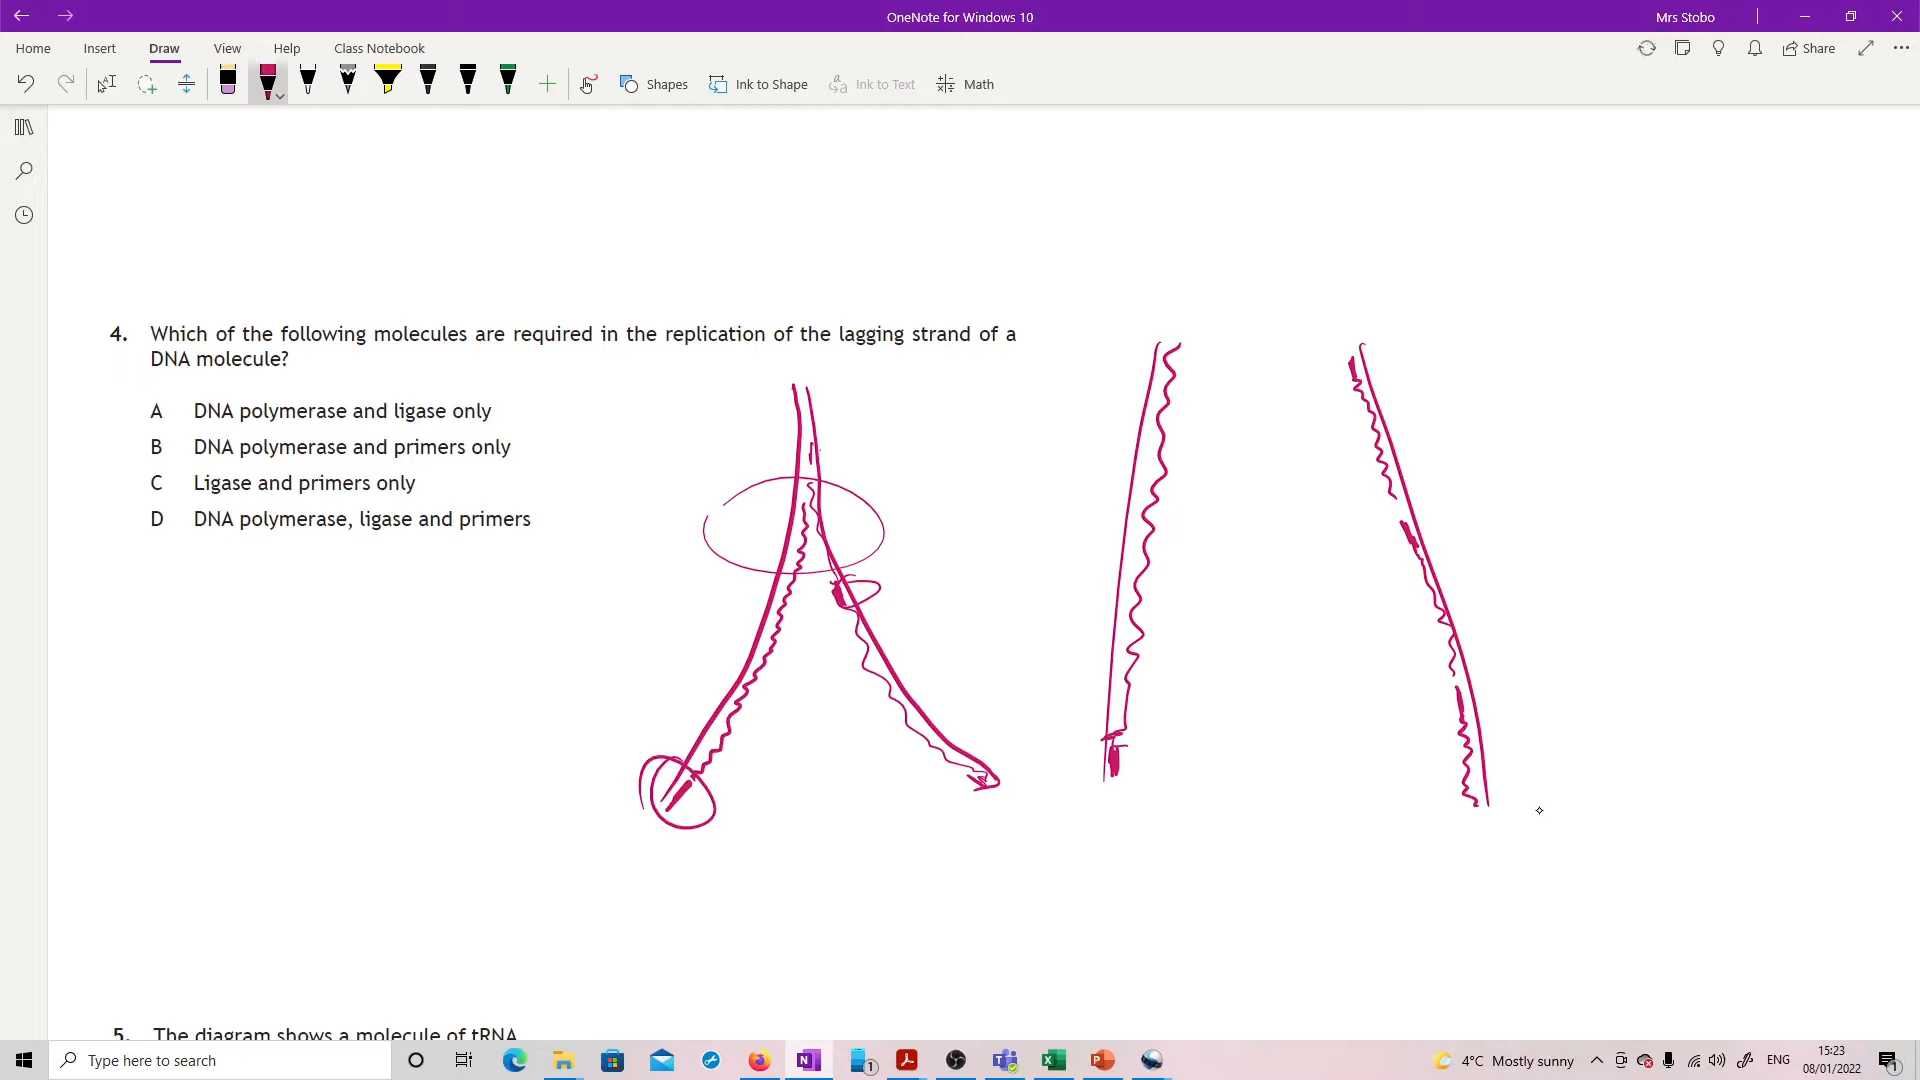 OneNote for Windows 10
Mrs Stobo
Home Insert Draw View Help Class Notebook
Share
Shapes Ink to Shape Ink to Text Math
4. Which of the following molecules are required in the replication of the lagging strand of a
DNA molecule?
A DNA polymerase and ligase only
B DNA polymerase and primers only
C Ligase and primers only
D DNA polymerase, ligase and primers
5. The diagram shows a molecule of tRNA
Type here to search
1
4°C Mostly sunny
ENG
15:23
08/01/2022
1